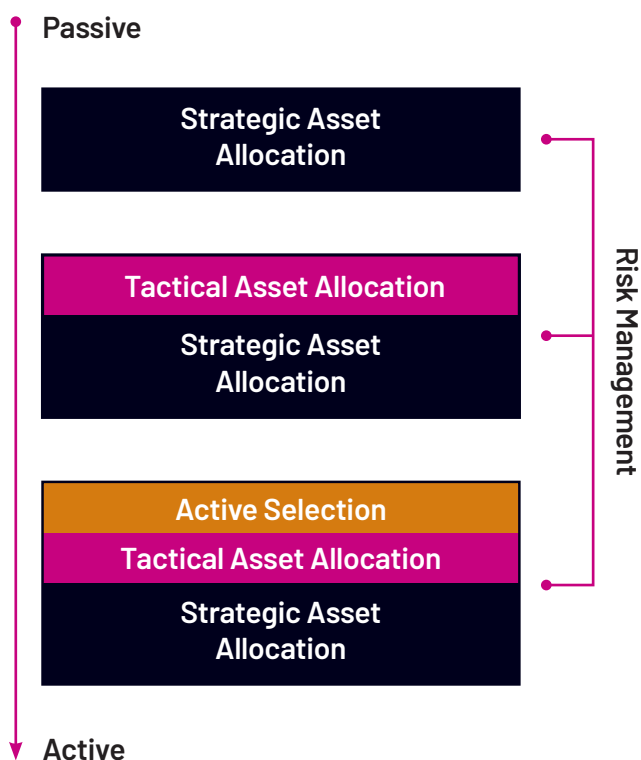 Passive
Strategic Asset
Allocation
Tactical Asset Allocation
Strategic Asset
Allocation
Active Selection
Tactical Asset Allocation
Strategic Asset
Allocation
Risk Management
Active